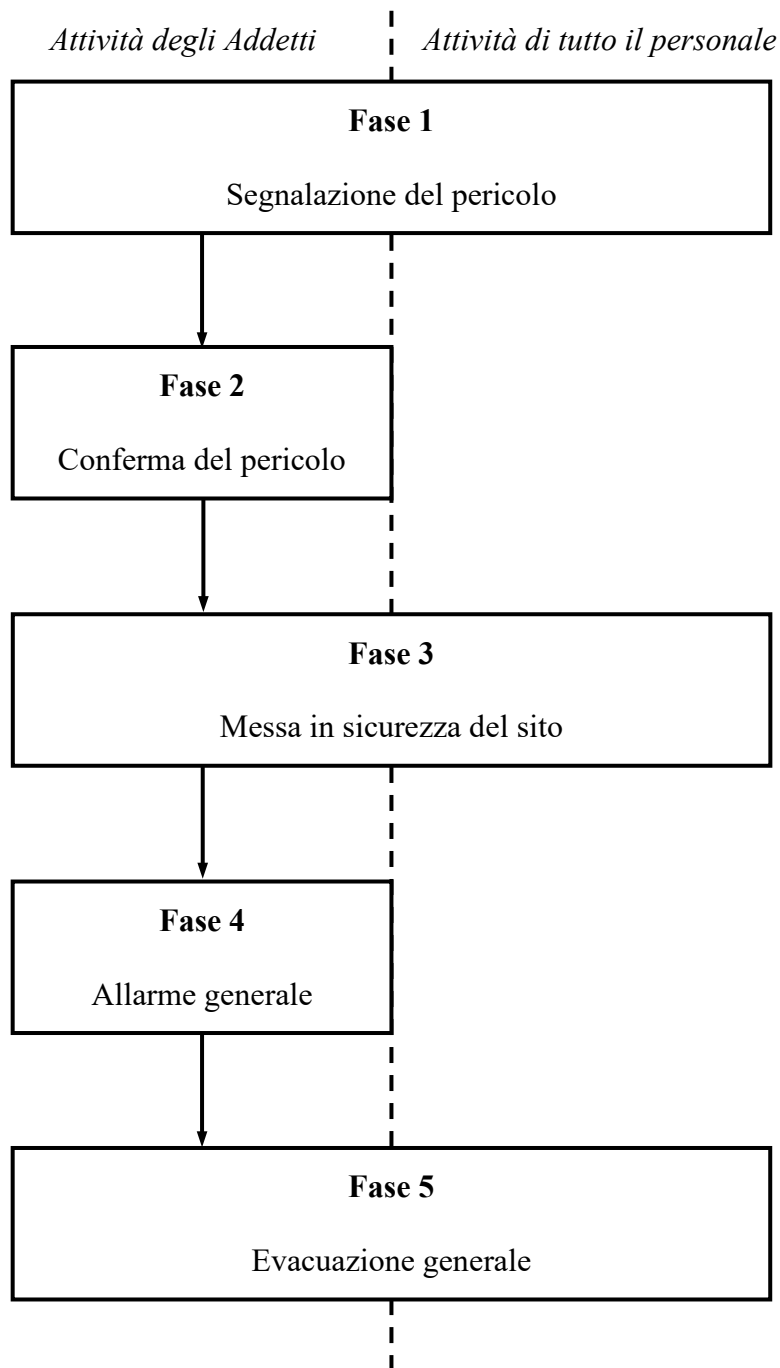 Attività degli Addetti
Attività di tutto il personale
Fase 1
Segnalazione del pericolo
Fase 2
Conferma del pericolo
Fase 3
Messa in sicurezza del sito
Fase 4
Allarme generale
Fase 5
Evacuazione generale